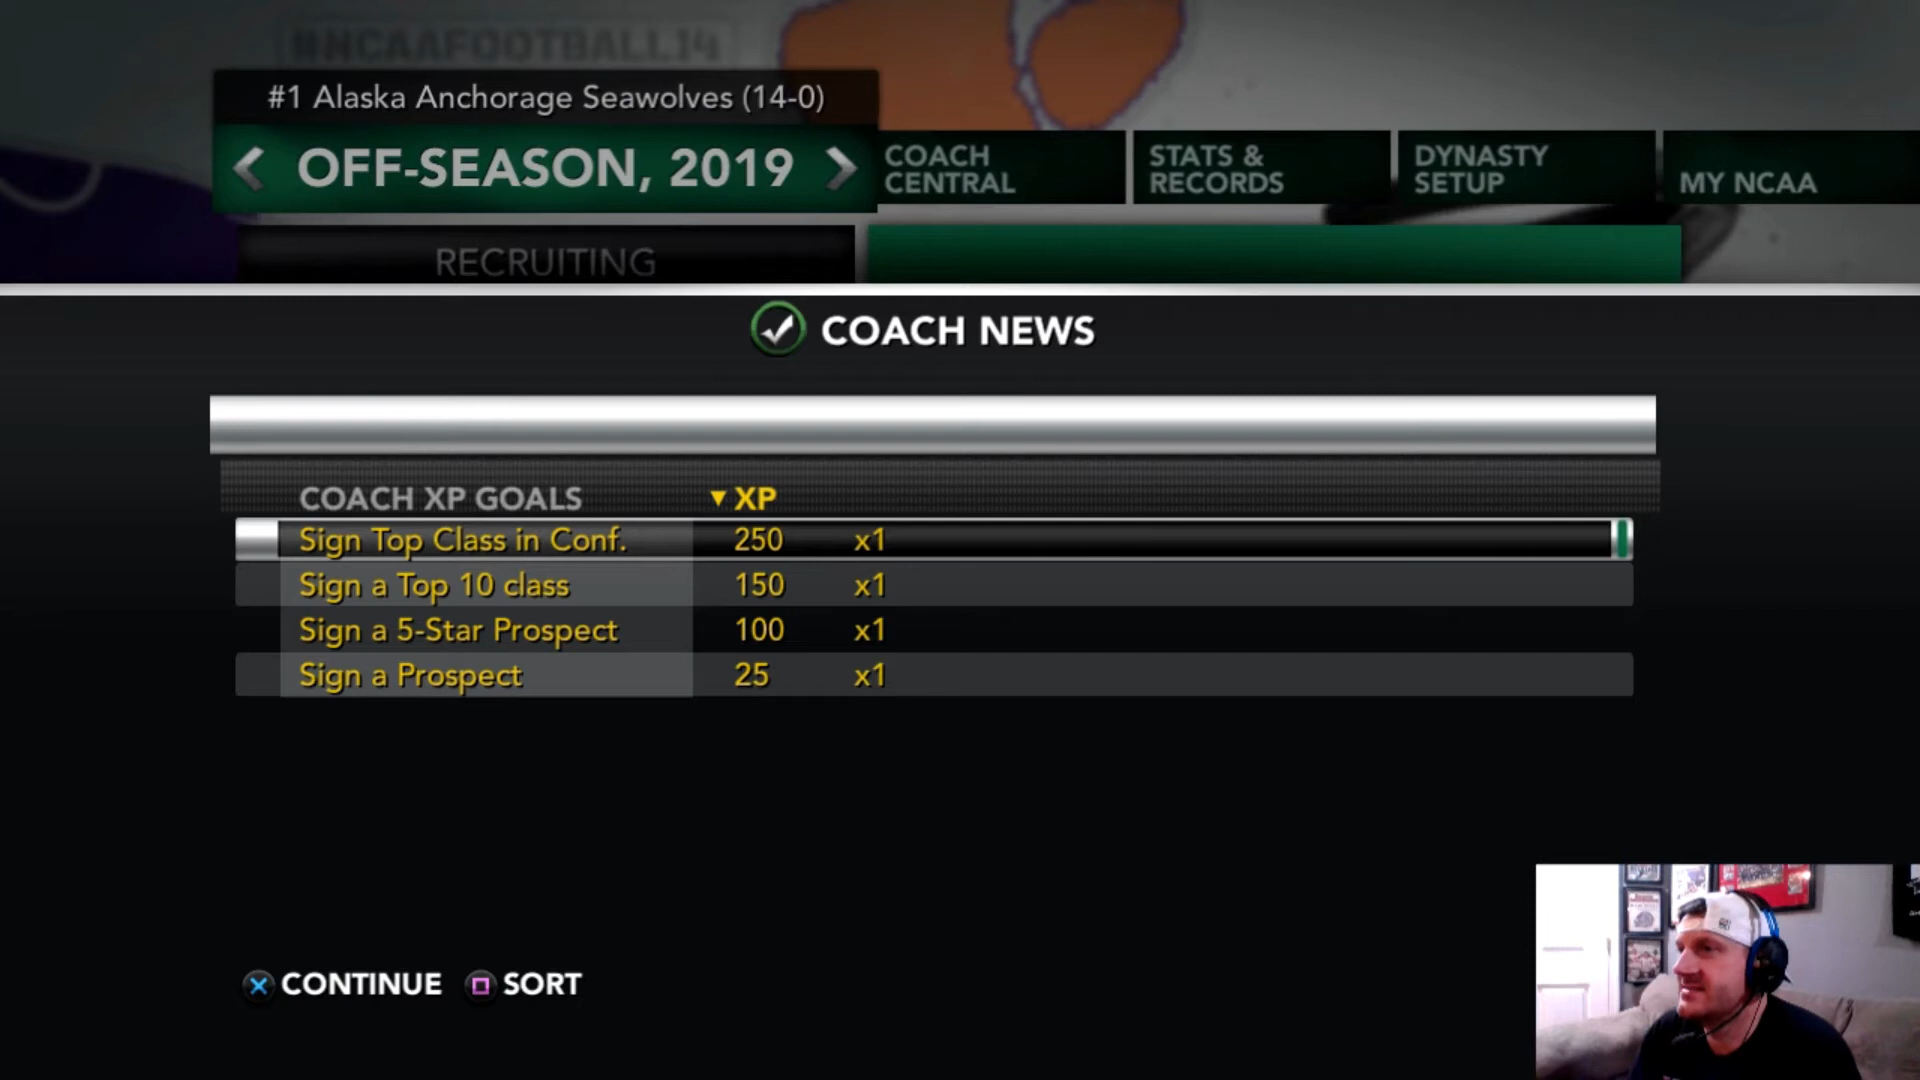 #NCAAFOOTBALL14
#1 Alaska Anchorage Seawolves (14-0)
OFF-SEASON, 2019
COACH CENTRAL
STATS & RECORDS
DYNASTY SETUP
MY NCAA
RECRUITING
COACH NEWS
COACH XP GOALS XP
Sign Top Class in Conf. 250 x1
Sign a Top 10 class 150 x1
Sign a 5-Star Prospect 100 x1
Sign a Prospect 25 x1
CONTINUE SORT